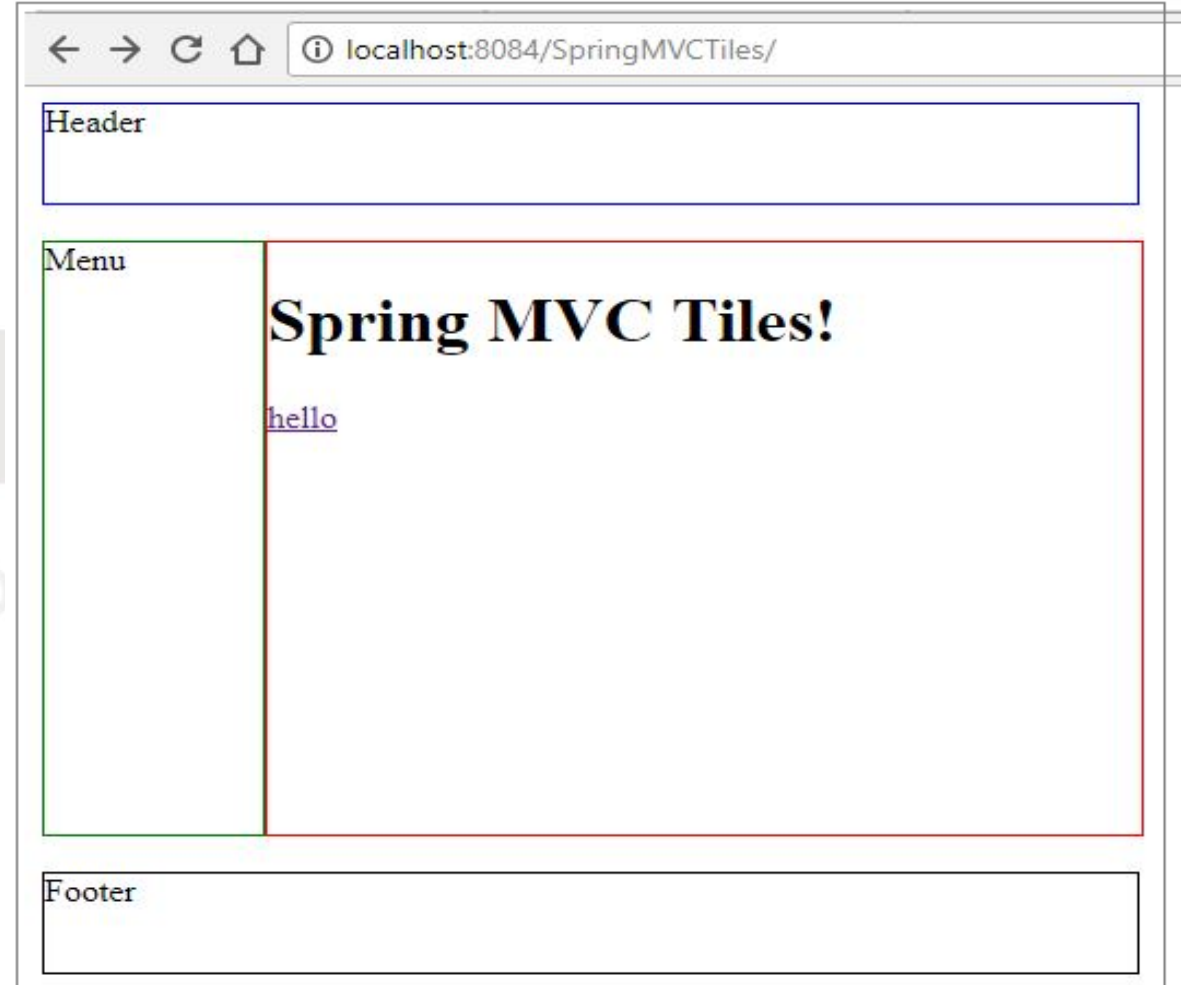 localhost:8084/SpringMVCTiles/
Header
Menu
Spring MVC Tiles!
hello
Footer